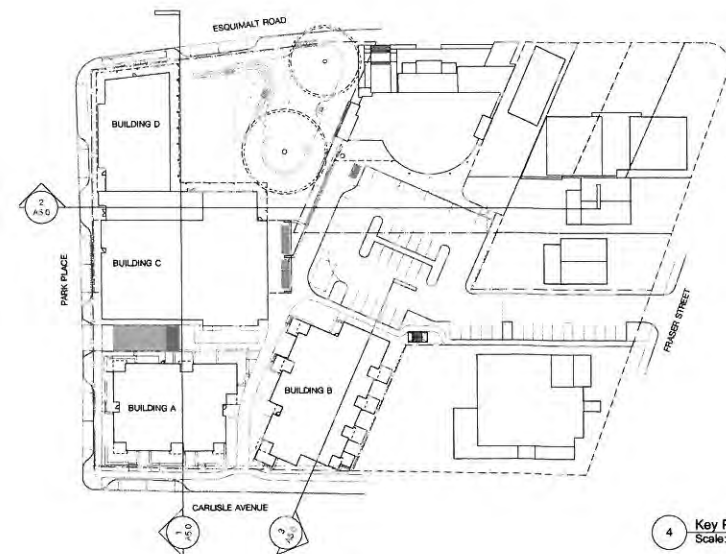 ESQUIMALT ROAD
BUILDING D
2
A5.0
PARK PLACE
BUILDING C
FRASER STREET
BUILDING A
BUILDING B
CARLISLE AVENUE
1
A5.0
3
A5.0
4
Key
Scale: